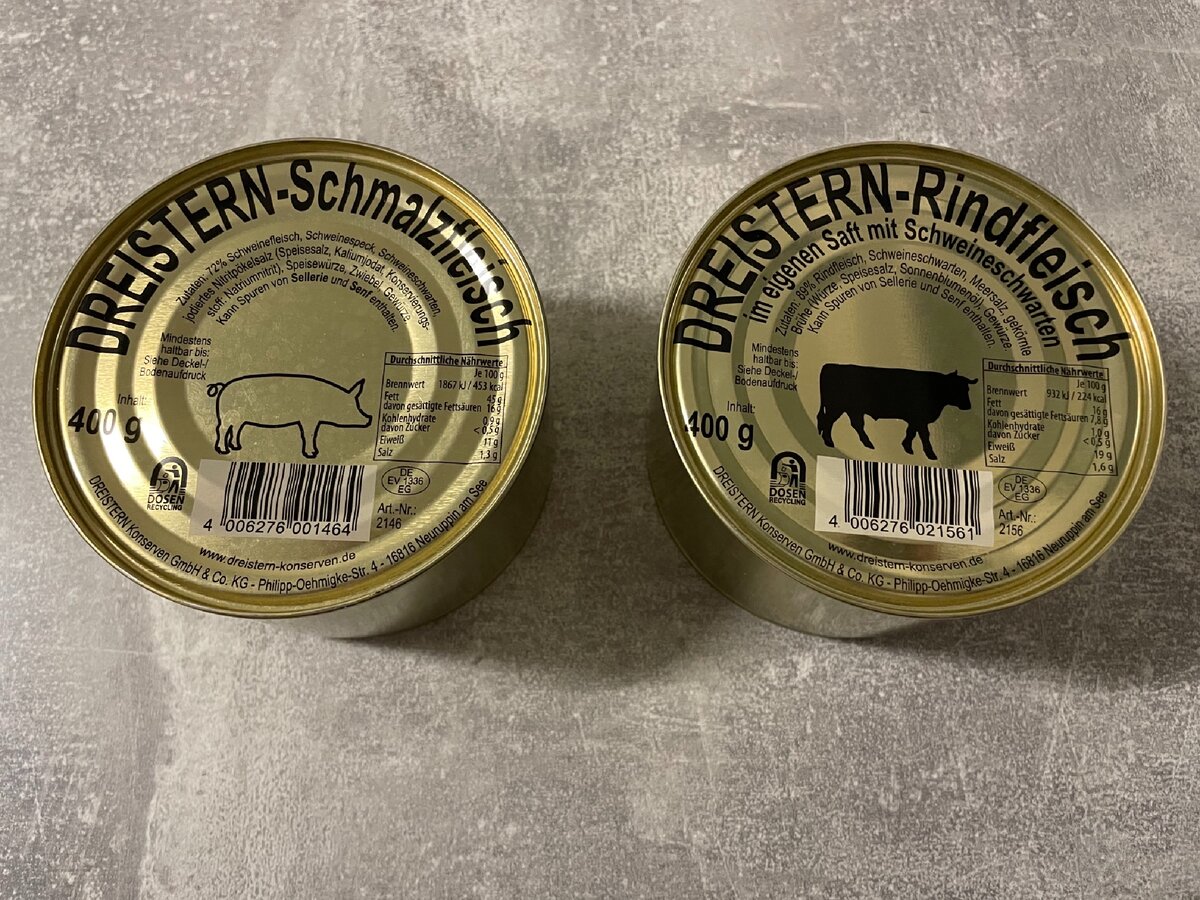 DREISTERN-Schmalzfleisch
Zutaten: 72% Schweinefleisch, Schweinespeck, Schweineschwarten,
jodiertes Nitritpökelsalz (Speisesalz, Kaliumjodat, Konservierungs-
stoff- Natriumnitrit), Speisewürze, Zwiebel, Gewürze.
Kann Spuren von Sellerie und Senf enthalten.
Mindestens
haltbar bis:
Siehe Deckel-/
Bodenaufdruck
Inhalt:
400 g
Durchschnittliche Nährwerte
Je 100 g
Brennwert 1867 kJ / 453 kcal
Fett 45 g
davon gesättigte Fettsäuren 16 g
Kohlenhydrate 0,9 g
davon Zucker < 0,5 g
Eiweiß 11 g
Salz 1,3 g
DOSEN
RECYCLING
4 006276 001464
DE
EV 1336
EG
Art.-Nr.:
2146
www.dreistern-konserven.de
DREISTERN Konserven GmbH & Co. KG - Philipp-Oehmigke-Str. 4 - 16816 Neuruppin am See
DREISTERN-Rindfleisch
im eigenen Saft mit Schweineschwarten
Zutaten: 86% Rindfleisch, Schweineschwarten, Meersalz, gekörnte
Brühe (Würze, Speisesalz, Sonnenblumenöl), Gewürze.
Kann Spuren von Sellerie und Senf enthalten.
Mindestens
haltbar bis:
Siehe Deckel-/
Bodenaufdruck
Inhalt:
400 g
Durchschnittliche Nährwerte
Je 100 g
Brennwert 932 kJ / 224 kcal
Fett 16 g
davon gesättigte Fettsäuren 7,8 g
Kohlenhydrate 1,0 g
davon Zucker < 0,5 g
Eiweiß 19 g
Salz 1,6 g
DOSEN
RECYCLING
4 006276 021561
DE
EV 1336
EG
Art.-Nr.:
2156
www.dreistern-konserven.de
DREISTERN Konserven GmbH & Co. KG - Philipp-Oehmigke-Str. 4 - 16816 Neuruppin am See